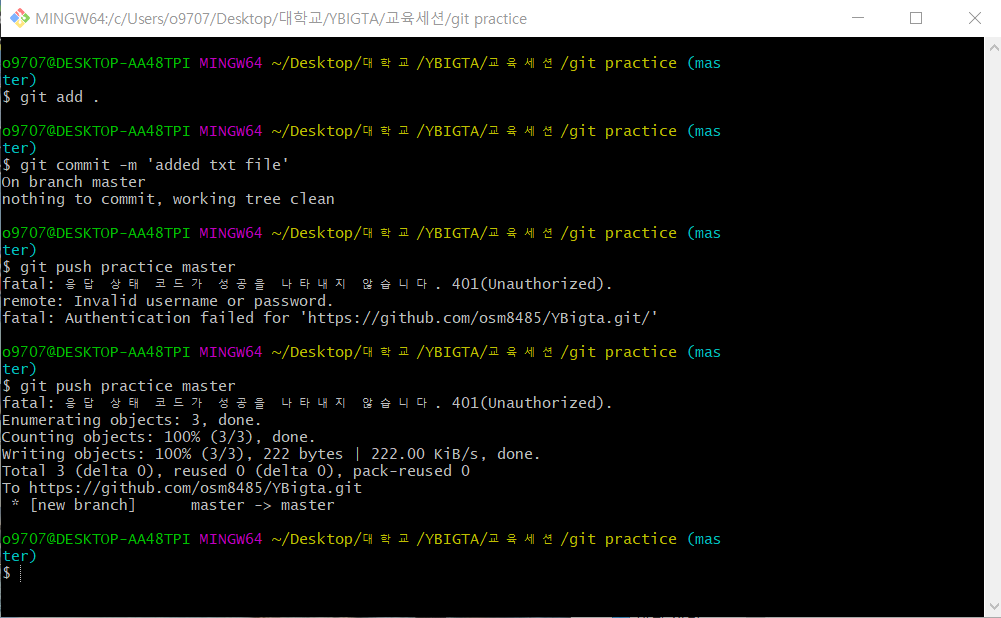 MINGW64:/c/Users/o9707/Desktop/대학교/YBIGTA/교육세션/git practice
o9707@DESKTOP-AA48TPI MINGW64 ~/Desktop/대학교/YBIGTA/교육세션/git practice (mas
ter)
$ git add .
o9707@DESKTOP-AA48TPI MINGW64 ~/Desktop/대학교/YBIGTA/교육세션/git practice (mas
ter)
$ git commit -m 'added txt file'
On branch master
nothing to commit, working tree clean
o9707@DESKTOP-AA48TPI MINGW64 ~/Desktop/대학교/YBIGTA/교육세션/git practice (mas
ter)
$ git push practice master
fatal: 응답 상태 코드가 성공을 나타내지 않습니다. 401(Unauthorized).
remote: Invalid username or password.
fatal: Authentication failed for 'https://github.com/osm8485/YBigta.git/'
o9707@DESKTOP-AA48TPI MINGW64 ~/Desktop/대학교/YBIGTA/교육세션/git practice (mas
ter)
$ git push practice master
fatal: 응답 상태 코드가 성공을 나타내지 않습니다. 401(Unauthorized).
Enumerating objects: 3, done.
Counting objects: 100% (3/3), done.
Writing objects: 100% (3/3), 222 bytes | 222.00 KiB/s, done.
Total 3 (delta 0), reused 0 (delta 0), pack-reused 0
To https://github.com/osm8485/YBigta.git
 * [new branch]      master -> master
o9707@DESKTOP-AA48TPI MINGW64 ~/Desktop/대학교/YBIGTA/교육세션/git practice (mas
ter)
$